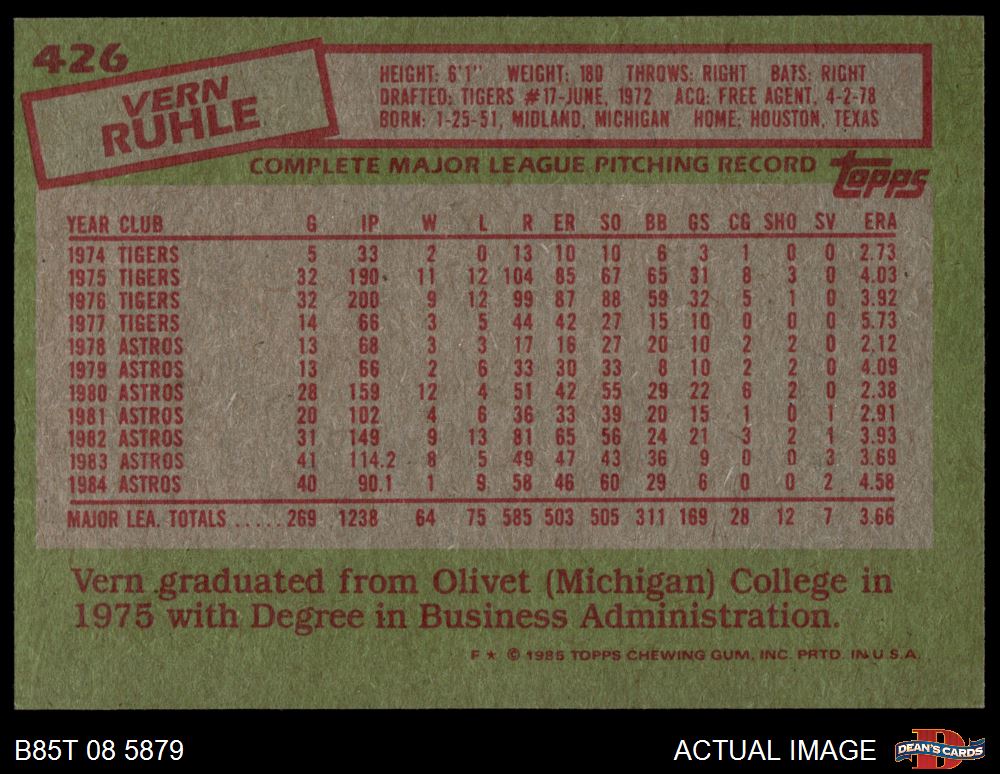 426
VERN
RUHLE
HEIGHT: 6'1" WEIGHT: 180 THROWS: RIGHT BATS: RIGHT
DRAFTED: TIGERS #17-JUNE, 1972 ACQ: FREE AGENT, 4-2-78
BORN: 1-25-51, MIDLAND, MICHIGAN HOME: HOUSTON, TEXAS
COMPLETE MAJOR LEAGUE PITCHING RECORD topps
YEAR CLUB G IP W L R ER SO BB GS CG SHO SV ERA
1974 TIGERS 5 33 2 0 13 10 10 6 3 1 0 0 2.73
1975 TIGERS 32 190 11 12 104 85 67 65 31 8 3 0 4.03
1976 TIGERS 32 200 9 12 99 87 88 59 32 5 1 0 3.92
1977 TIGERS 14 66 3 5 44 42 27 15 10 0 0 0 5.73
1978 ASTROS 13 68 3 3 17 16 27 20 10 2 2 0 2.12
1979 ASTROS 13 66 2 6 33 30 33 8 10 2 2 0 4.09
1980 ASTROS 28 159 12 4 51 42 55 29 22 6 2 0 2.38
1981 ASTROS 20 102 4 6 36 33 39 20 15 1 0 1 2.91
1982 ASTROS 31 149 9 13 81 65 56 24 21 3 2 1 3.93
1983 ASTROS 41 114.2 8 5 49 47 43 36 9 0 0 3 3.69
1984 ASTROS 40 90.1 1 9 58 46 60 29 6 0 0 2 4.58
MAJOR LEA. TOTALS ..... 269 1238 64 75 585 503 505 311 169 28 12 7 3.66
Vern graduated from Olivet (Michigan) College in
1975 with Degree in Business Administration.
F ★ © 1985 TOPPS CHEWING GUM, INC. PRTD. IN U.S.A.
B85T 08 5879 ACTUAL IMAGE DEAN'S CARDS